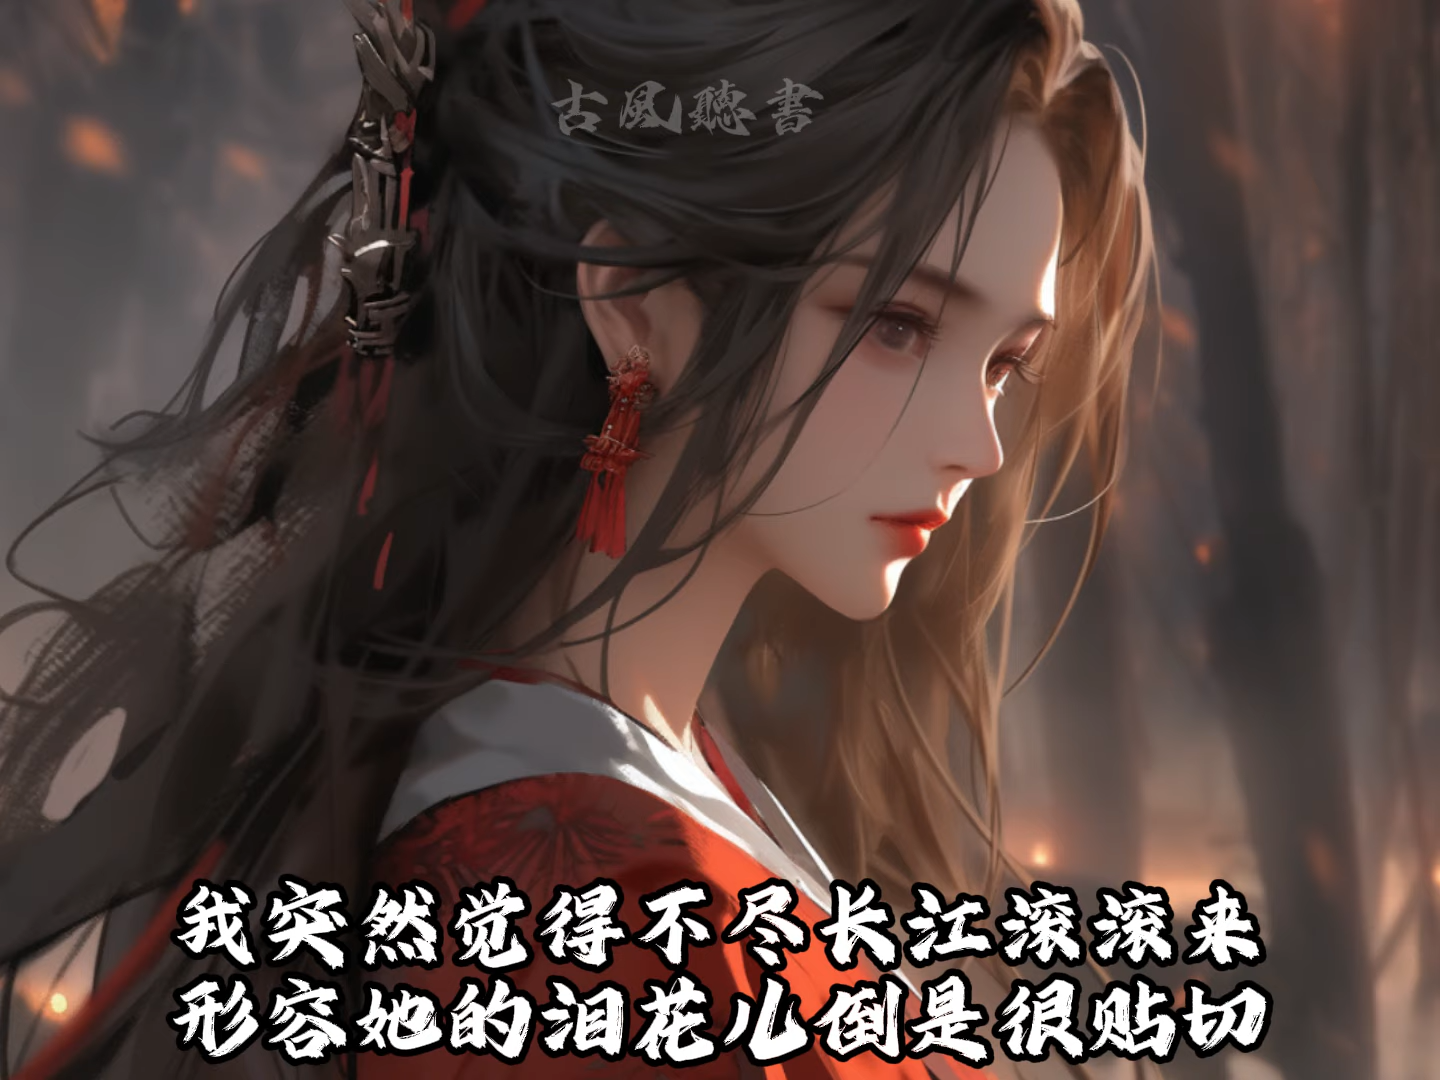 古風聽書
我突然觉得不尽长江滚滚来
形容她的泪花儿倒是很贴切